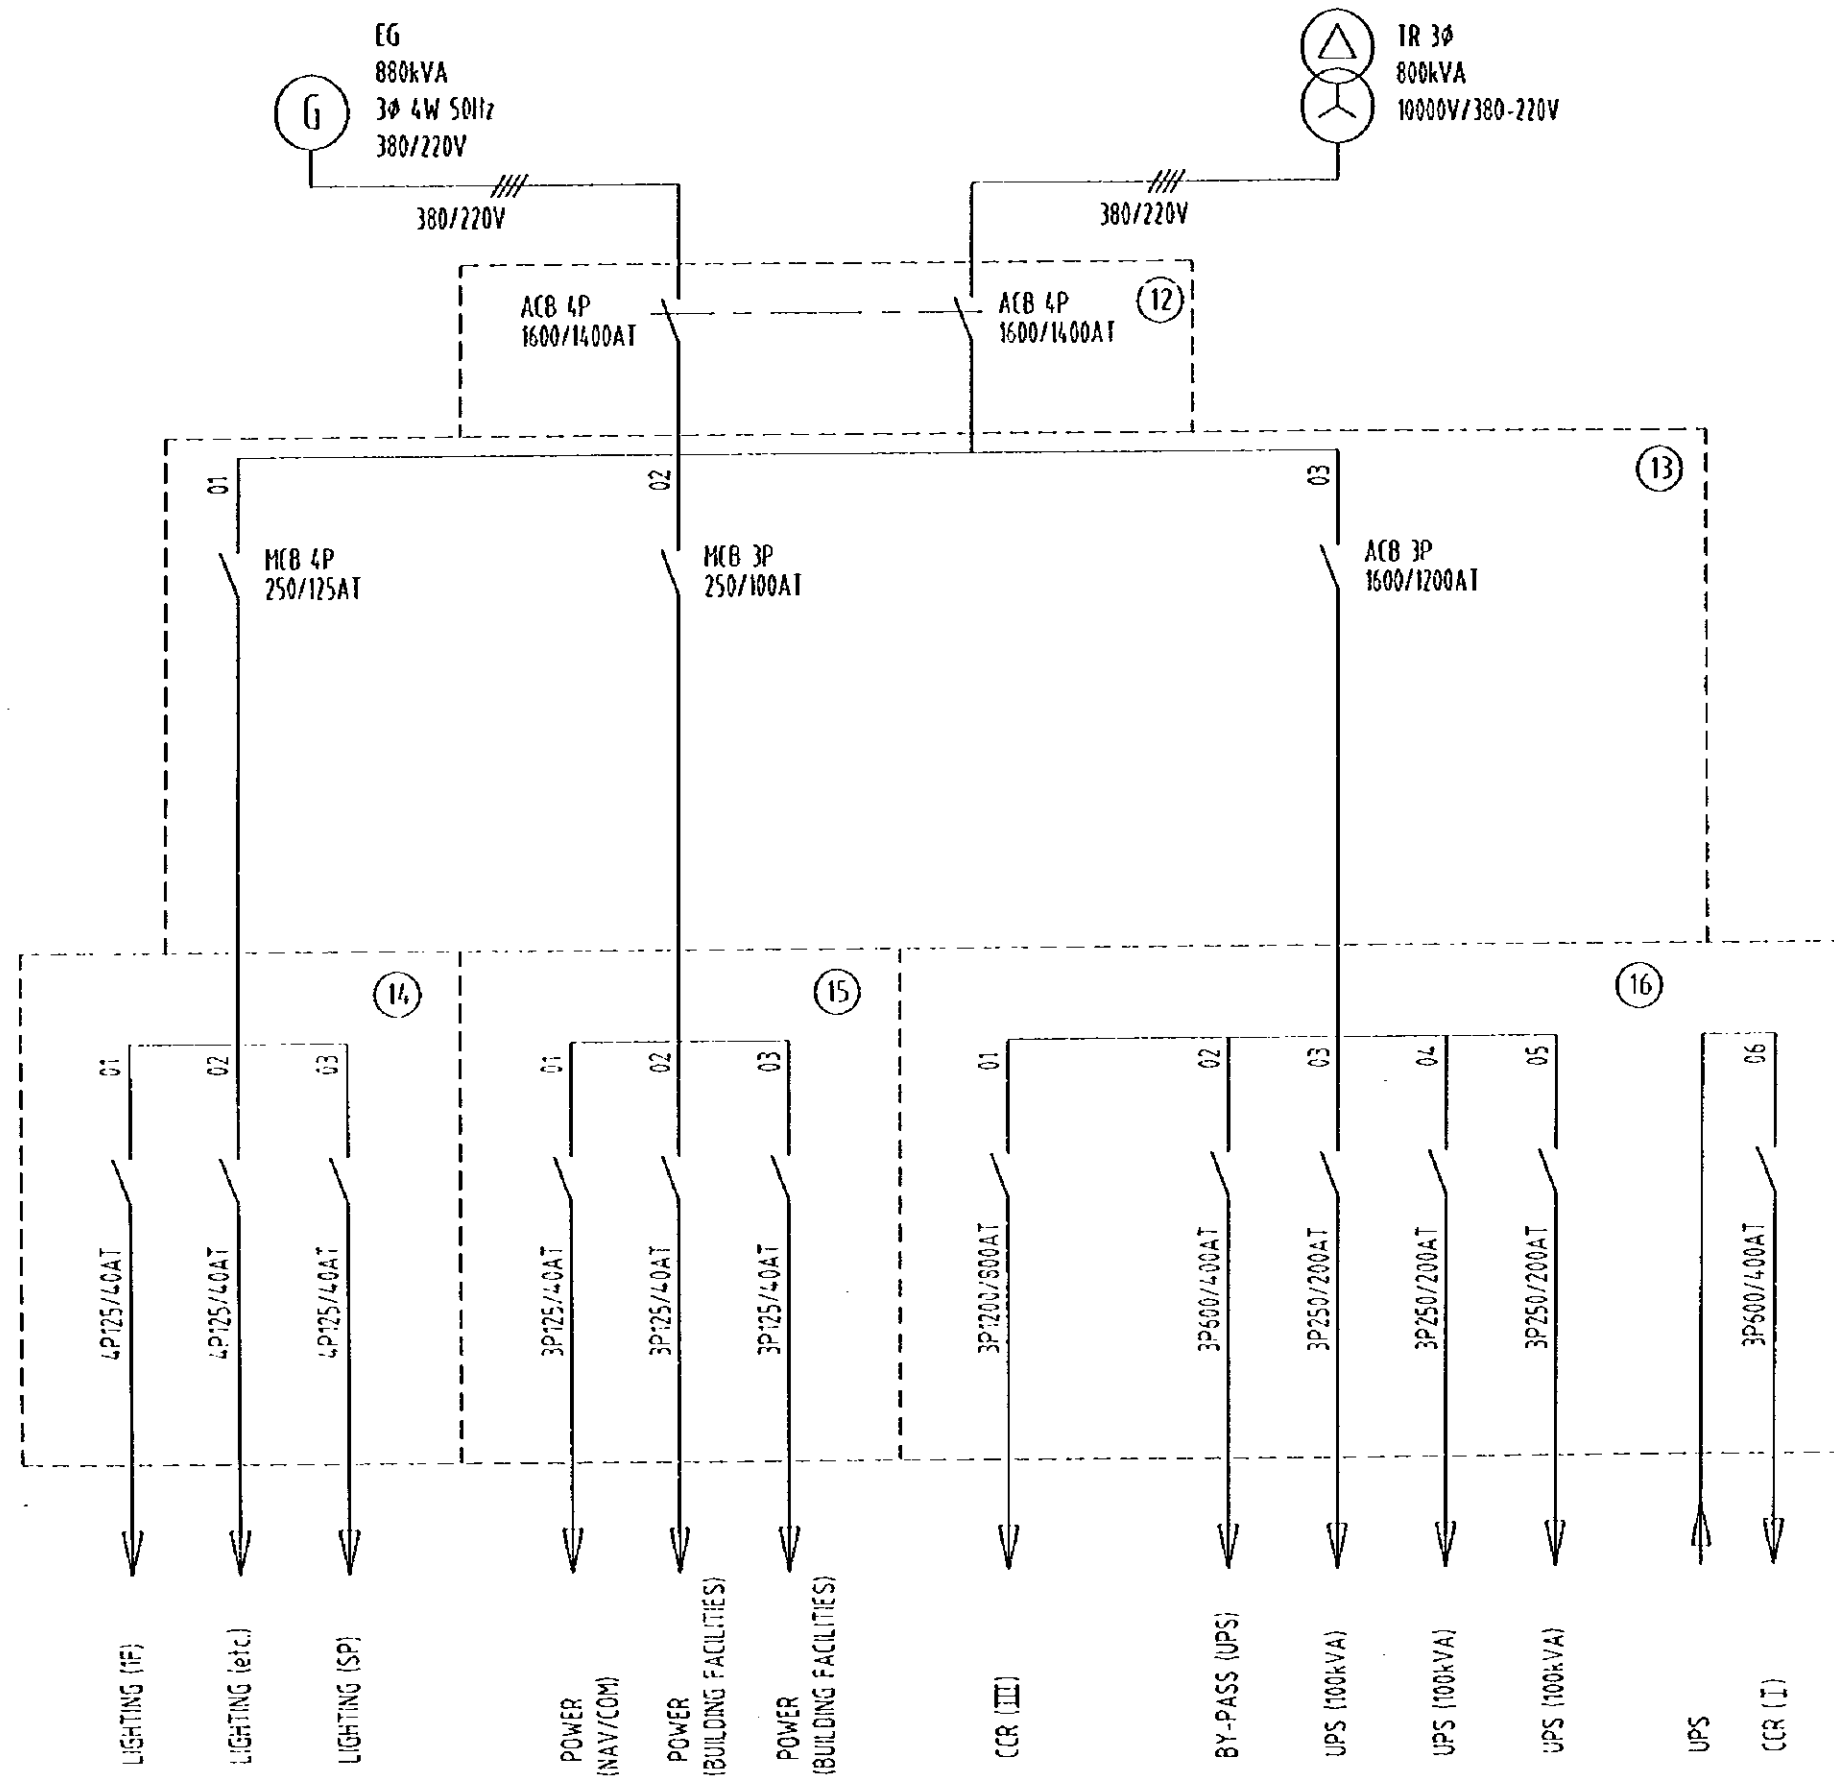 EG
880kVA
3Ø 4W 50Hz
380/220V
G
TR 3Ø
800kVA
10000V/380-220V
380/220V
380/220V
ACB 4P
1600/1400AT
ACB 4P
1600/1400AT
12
13
01
02
03
MCB 4P
250/125AT
MCB 3P
250/100AT
ACB 3P
1600/1200AT
14
15
16
01
02
03
01
02
03
01
02
03
04
05
06
4P125/40AT
4P125/40AT
4P125/40AT
3P125/40AT
3P125/40AT
3P125/40AT
3P1200/800AT
3P600/400AT
3P250/200AT
3P250/200AT
3P250/200AT
3P600/400AT
LIGHTING (1F)
LIGHTING (etc.)
LIGHTING (SP)
POWER
(NAV/COM)
POWER
(BUILDING FACILITIES)
POWER
(BUILDING FACILITIES)
CCR (III)
BY-PASS (UPS)
UPS (100kVA)
UPS (100kVA)
UPS (100kVA)
UPS
CCR (I)